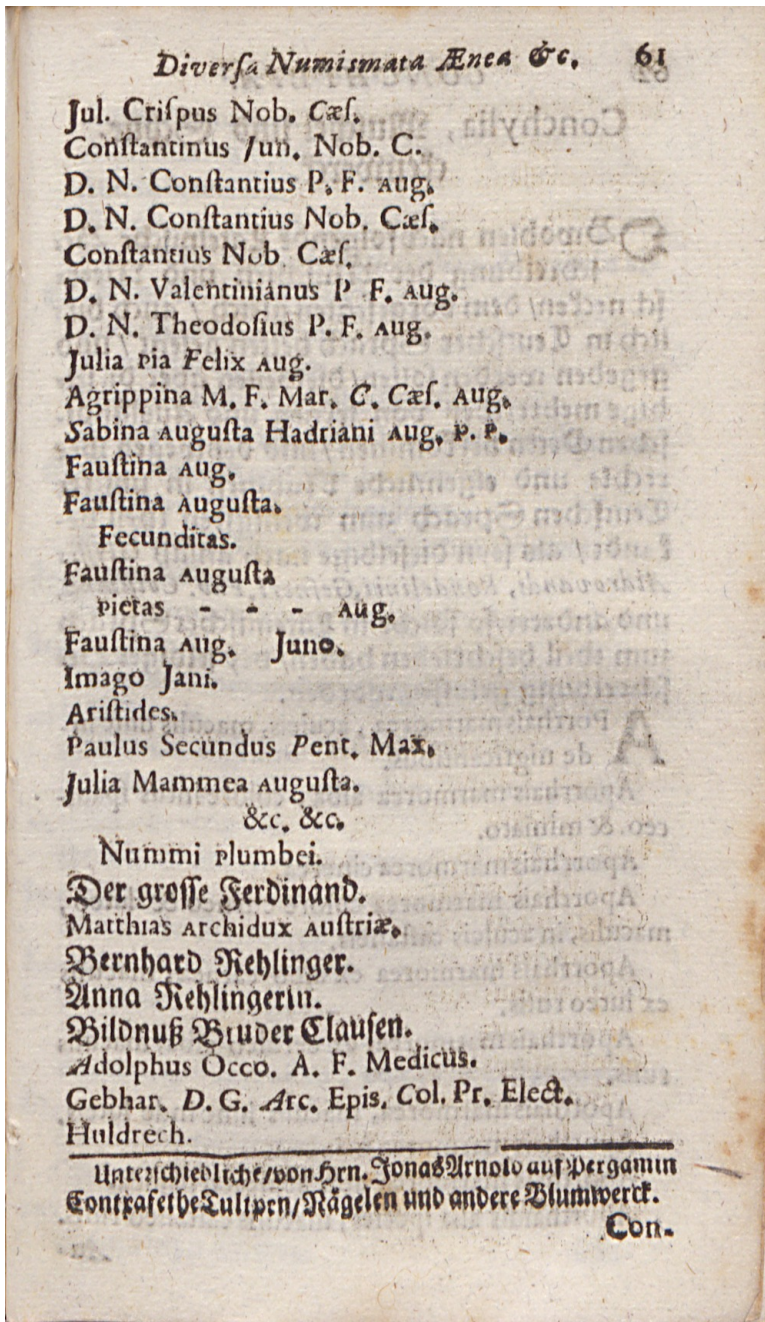 Diverſa Numismata Ænea &c. 61
Jul. Criſpus Nob. Cæſ.
Conſtantinus Jun. Nob. C.
D. N. Conſtantius P. F. Aug.
D. N. Conſtantius Nob. Cæſ.
Conſtantius Nob Cæſ.
D. N. Valentinianus P F. Aug.
D. N. Theodoſius P. F. Aug.
Julia Pia Felix Aug.
Agrippina M. F. Mar. C. Cæſ. Aug.
Sabina Auguſta Hadriani Aug. P. P.
Fauſtina Aug.
Fauſtina Auguſta.
Fecunditas.
Fauſtina Auguſta
Pietas - - - Aug.
Fauſtina Aug. Juno.
Imago Jani.
Ariſtides.
Paulus Secundus Pent. Max.
Julia Mammea Auguſta.
&c. &c.
Nummi Plumbei.
Der groſſe Ferdinand.
Matthias Archidux Auſtriæ.
Bernhard Rehlinger.
Anna Rehlingerin.
Bildnuß Bruder Clauſen.
Adolphus Occo. A. F. Medicus.
Gebhar. D. G. Arc. Epis. Col. Pr. Elect.
Huldrech.
Unterſchiedliche/von Hrn. Jonas Arnold auf Pergamin
Contrafethe Tulipen/Nägelen und andere Blumwerck.
Con-